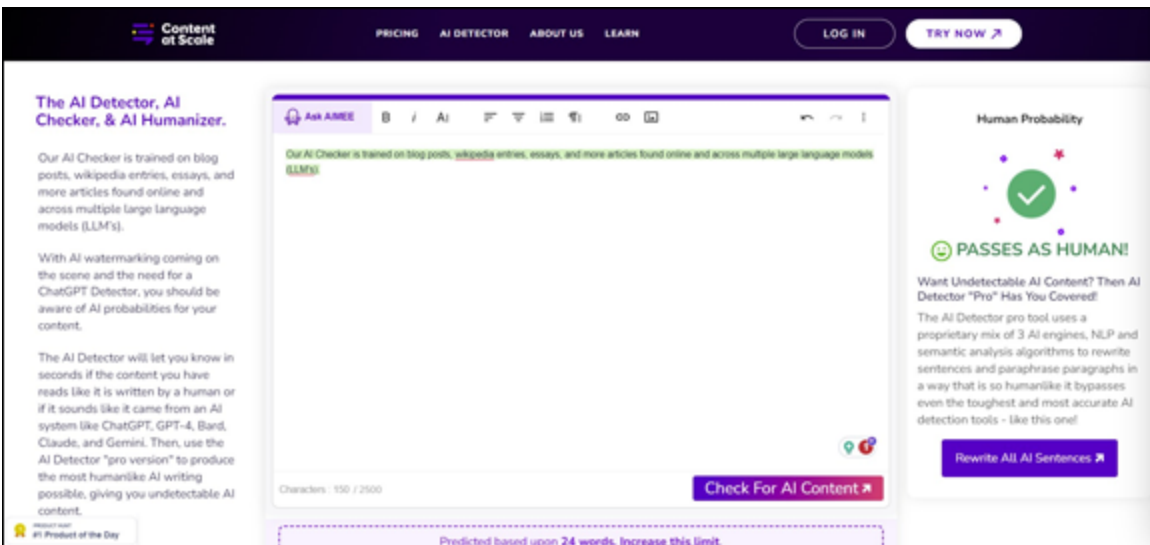 Content
at Scale
PRICING
AI DETECTOR
ABOUT US
LEARN
LOG IN
TRY NOW
The AI Detector, AI
Checker, & AI Humanizer.
Our AI Checker is trained on blog
posts, wikipedia entries, essays, and
more articles found online and
across multiple large language
models (LLM's).
With AI watermarking coming on
the scene and the need for a
ChatGPT Detector, you should be
aware of AI probabilities for your
content.
The AI Detector will let you know in
seconds if the content you have
reads like it is written by a human or
if it sounds like it came from an AI
system like ChatGPT, GPT-4, Bard,
Claude, and Gemini. Then, use the
AI Detector "pro version" to produce
the most humanlike AI writing
possible, giving you undetectable AI
content.
PRODUCT HUNT
#1 Product of the Day
Ask AIMEE
Our AI Checker is trained on blog posts, wikipedia entries, essays, and more articles found online and across multiple large language models
(LLM's).
Characters : 150 / 2500
Check For AI Content
Predicted based upon 24 words. Increase this limit.
Human Probability
PASSES AS HUMAN!
Want Undetectable AI Content? Then AI
Detector "Pro" Has You Covered!
The AI Detector pro tool uses a
proprietary mix of 3 AI engines, NLP and
semantic analysis algorithms to rewrite
sentences and paraphrase paragraphs in
a way that is so humanlike it bypasses
even the toughest and most accurate AI
detection tools - like this one!
Rewrite All AI Sentences